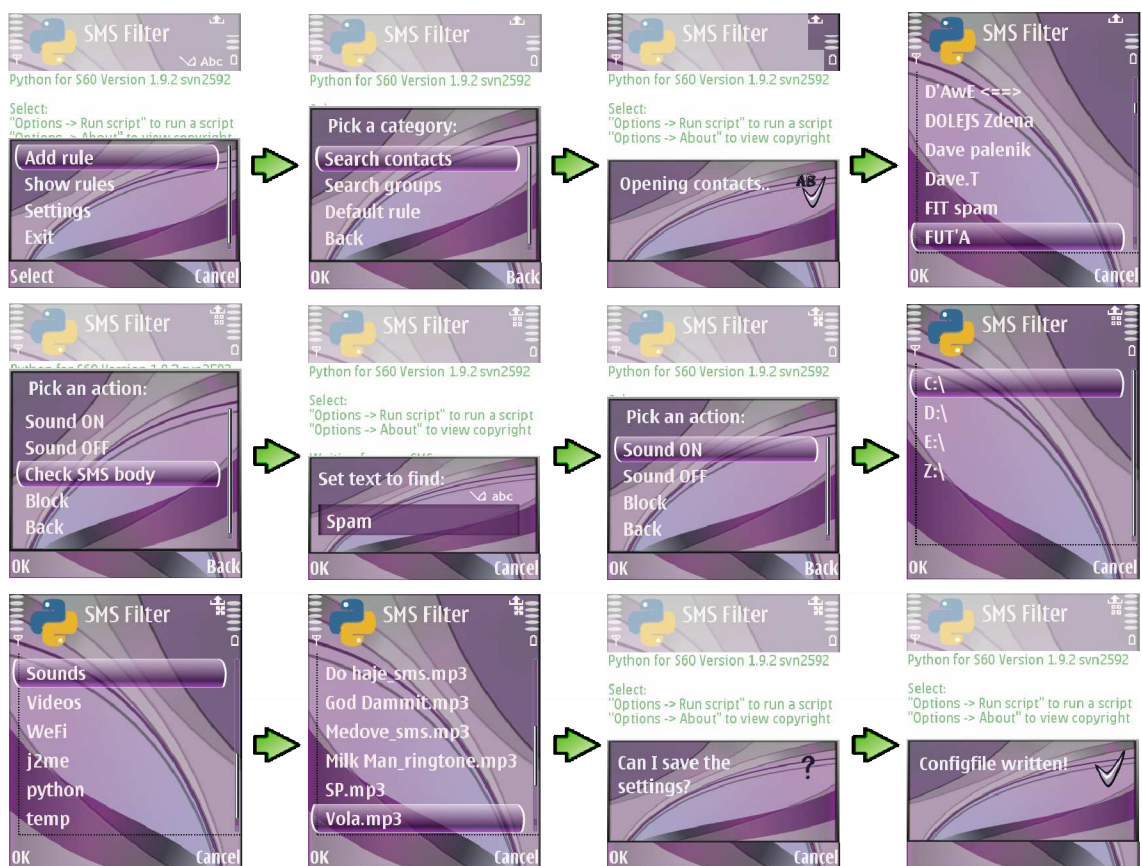 SMS Filter
Abc
Python for S60 Version 1.9.2 svn2592
Select:
"Options -> Run script" to run a script
"Options -> About" to view copyright
Add rule
Show rules
Settings
Exit
Select Cancel
SMS Filter
Python for S60 Version 1.9.2 svn2592
Pick a category:
Search contacts
Search groups
Default rule
Back
OK Back
SMS Filter
Python for S60 Version 1.9.2 svn2592
Select:
"Options -> Run script" to run a script
"Options -> About" to view copyright
Opening contacts..
AB
SMS Filter
D'AwE <==>
DOLEJS Zdena
Dave palenik
Dave.T
FIT spam
FUT'A
OK Cancel
SMS Filter
Python for S60 Version 1.9.2 svn2592
Pick an action:
Sound ON
Sound OFF
Check SMS body
Block
Back
OK Back
SMS Filter
Python for S60 Version 1.9.2 svn2592
Select:
"Options -> Run script" to run a script
"Options -> About" to view copyright
Set text to find:
abc
Spam
OK Cancel
SMS Filter
Python for S60 Version 1.9.2 svn2592
Pick an action:
Sound ON
Sound OFF
Block
Back
OK Back
SMS Filter
C:\
D:\
E:\
Z:\
OK Cancel
SMS Filter
Sounds
Videos
WeFi
j2me
python
temp
OK Cancel
SMS Filter
Do haje_sms.mp3
God Dammit.mp3
Medove_sms.mp3
Milk Man_ringtone.mp3
SP.mp3
Vola.mp3
OK Cancel
SMS Filter
Python for S60 Version 1.9.2 svn2592
Select:
"Options -> Run script" to run a script
"Options -> About" to view copyright
Can I save the
settings?
?
OK Cancel
SMS Filter
Python for S60 Version 1.9.2 svn2592
Select:
"Options -> Run script" to run a script
"Options -> About" to view copyright
Configfile written!